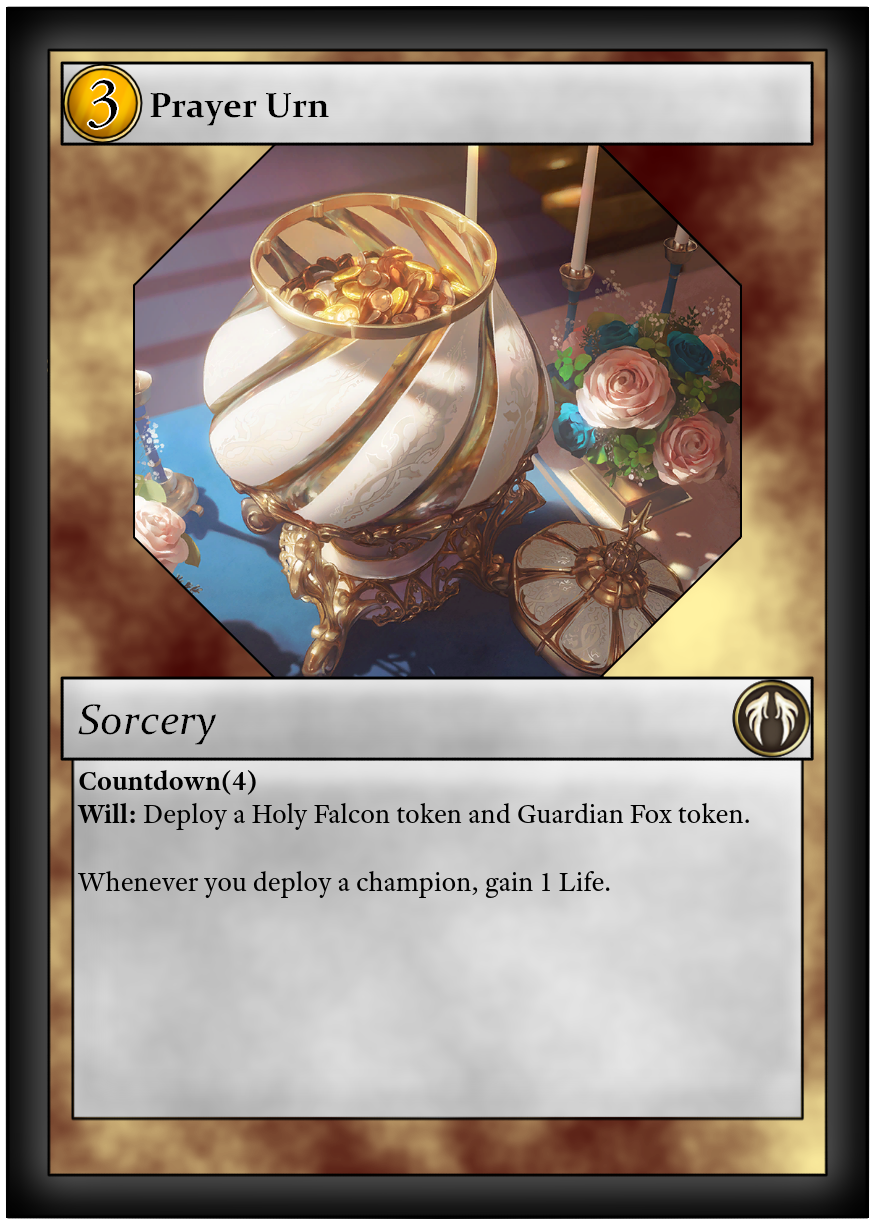 3
Prayer Urn
Sorcery
Countdown(4)
Will: Deploy a Holy Falcon token and Guardian Fox token.
Whenever you deploy a champion, gain 1 Life.